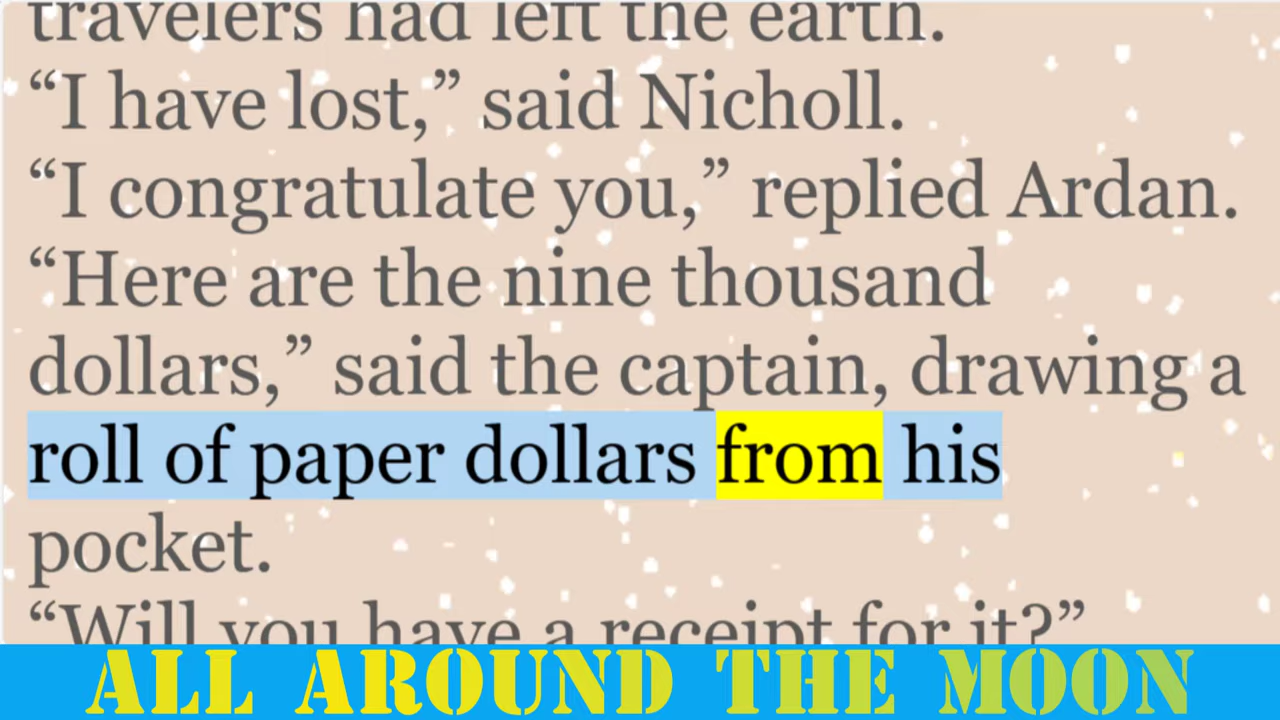 travelers had left the earth.
“I have lost,” said Nicholl.
“I congratulate you,” replied Ardan.
“Here are the nine thousand
dollars,” said the captain, drawing a
roll of paper dollars from his
pocket.
“Will you have a receipt for it?”
ALL AROUND THE MOON